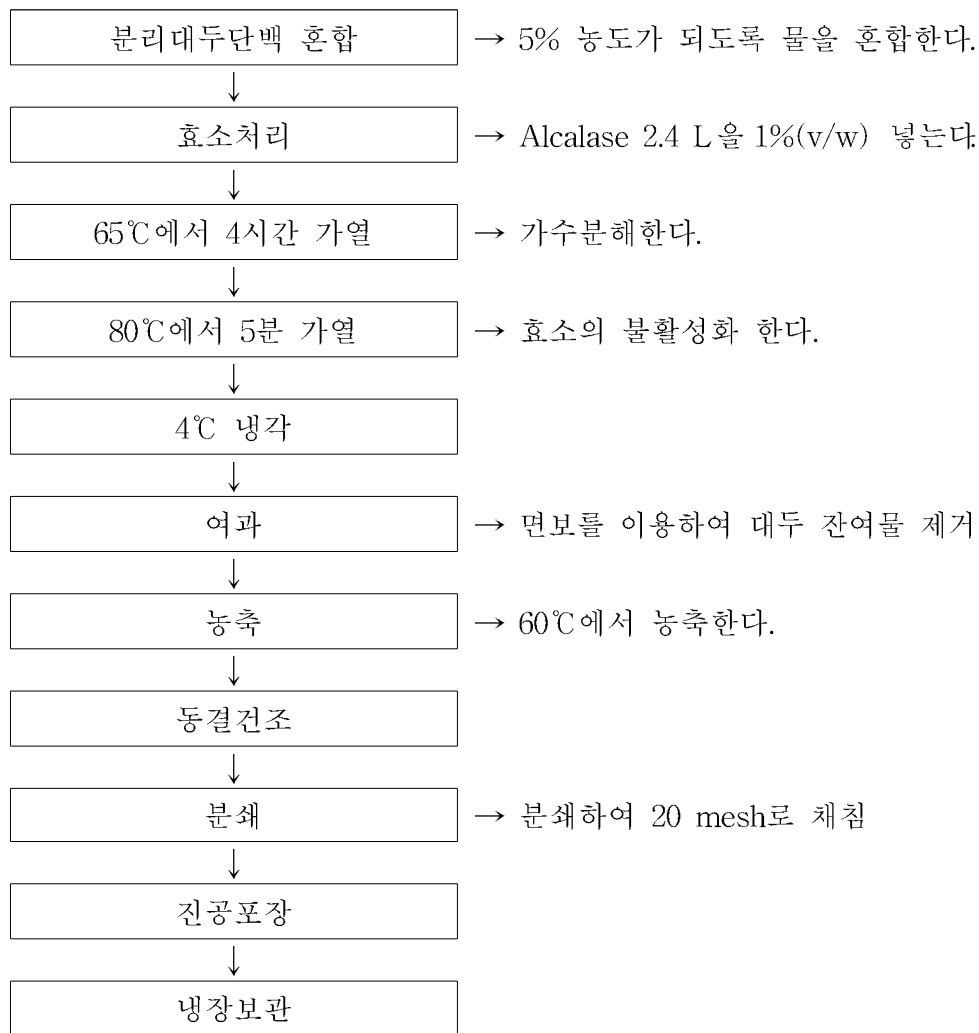 분리대두단백 혼합 → 5% 농도가 되도록 물을 혼합한다.
↓
효소처리 → Alcalase 2.4 L을 1%(v/w) 넣는다.
↓
65℃에서 4시간 가열 → 가수분해한다.
↓
80℃에서 5분 가열 → 효소의 불활성화 한다.
↓
4℃ 냉각
↓
여과 → 면보를 이용하여 대두 잔여물 제거
↓
농축 → 60℃에서 농축한다.
↓
동결건조
↓
분쇄 → 분쇄하여 20 mesh로 채침
↓
진공포장
↓
냉장보관